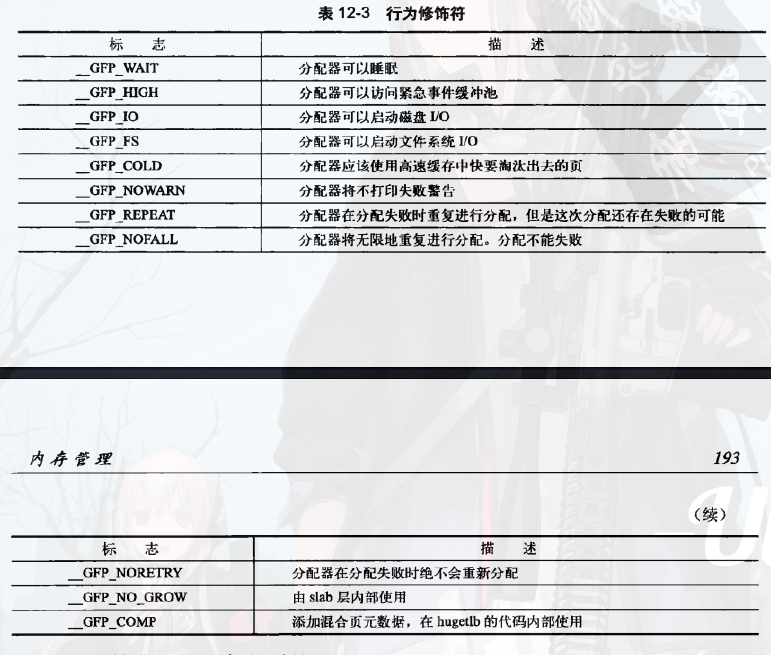 表 12-3 行为修饰符
标 志 描 述
__GFP_WAIT 分配器可以睡眠
__GFP_HIGH 分配器可以访问紧急事件缓冲池
__GFP_IO 分配器可以启动磁盘 I/O
__GFP_FS 分配器可以启动文件系统 I/O
__GFP_COLD 分配器应该使用高速缓存中快要淘汰出去的页
__GFP_NOWARN 分配器将不打印失败警告
__GFP_REPEAT 分配器在分配失败时重复进行分配，但是这次分配还存在失败的可能
__GFP_NOFALL 分配器将无限地重复进行分配。分配不能失败
内存管理 193
（续）
标 志 描 述
__GFP_NORETRY 分配器在分配失败时绝不会重新分配
__GFP_NO_GROW 由 slab 层内部使用
__GFP_COMP 添加混合页元数据，在 hugetlb 的代码内部使用